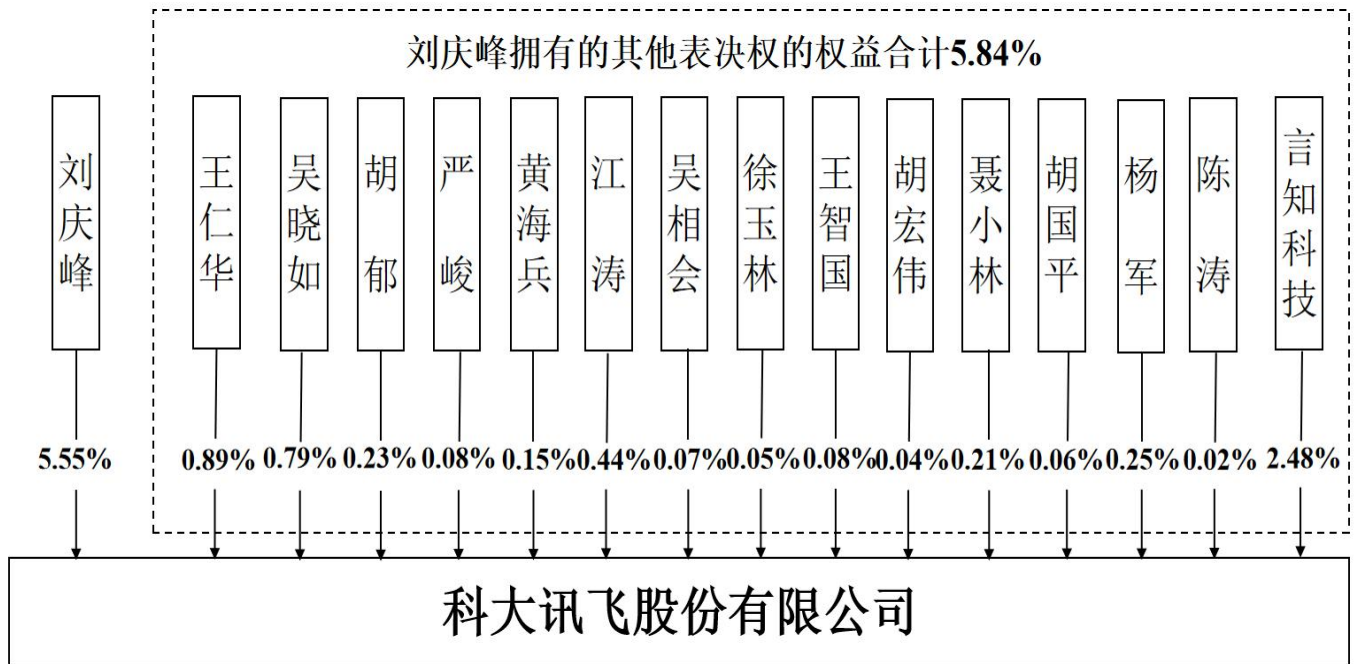 刘庆峰拥有的其他表决权的权益合计5.84%
刘庆峰
王仁华
吴晓如
胡郁
严峻
黄海兵
江涛
吴相会
徐玉林
王智国
胡宏伟
聂小林
胡国平
杨军
陈涛
言知科技
5.55%
0.89%
0.79%
0.23%
0.08%
0.15%
0.44%
0.07%
0.05%
0.08%
0.04%
0.21%
0.06%
0.25%
0.02%
2.48%
科大讯飞股份有限公司